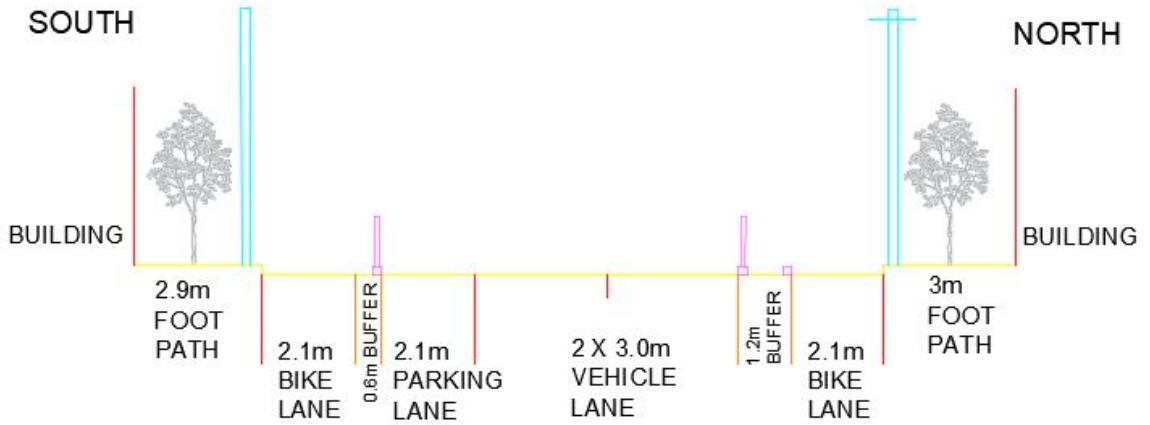 SOUTH
NORTH
BUILDING
BUILDING
2.9m
FOOT
PATH
2.1m
BIKE
LANE
0.6m BUFFER
2.1m
PARKING
LANE
2 X 3.0m
VEHICLE
LANE
1.2m
BUFFER
2.1m
BIKE
LANE
3m
FOOT
PATH